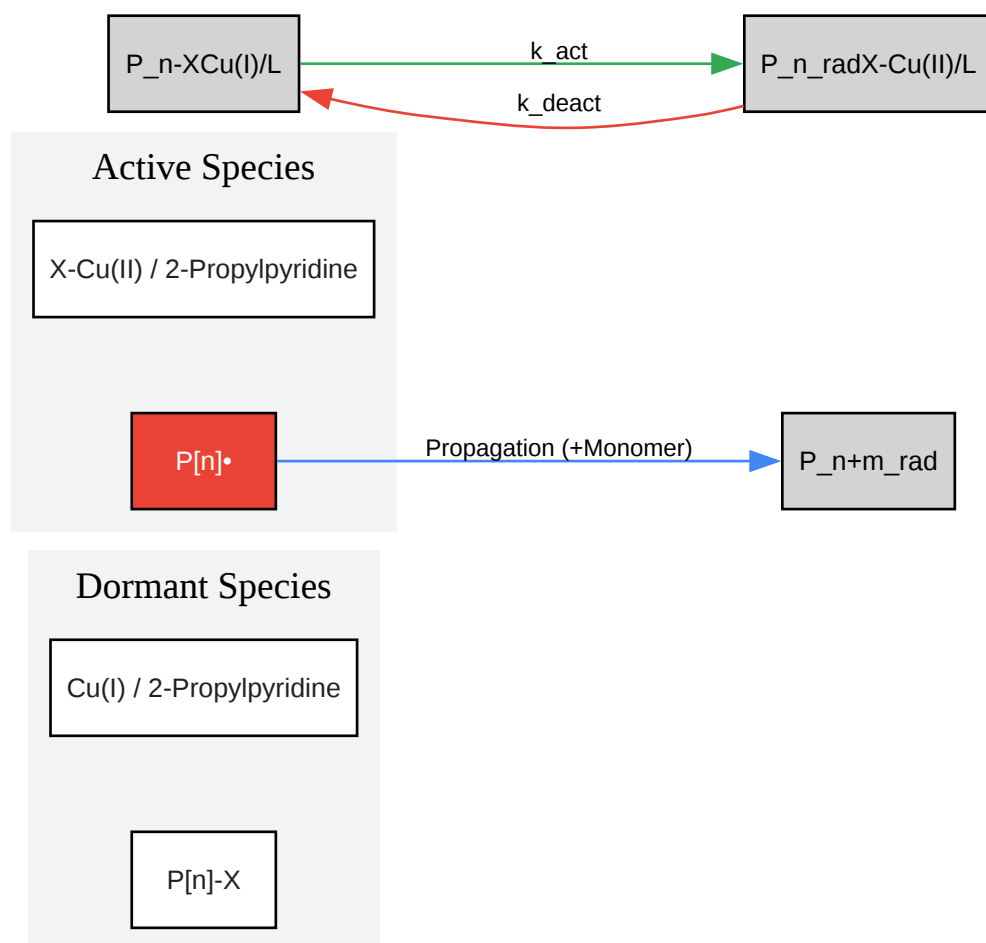 P_n-XCu(I)/L
k_act
P_n_radX-Cu(II)/L
k_deact
Active Species
X-Cu(II) / 2-Propylpyridine
P[n]•
Propagation (+Monomer)
P_n+m_rad
Dormant Species
Cu(I) / 2-Propylpyridine
P[n]-X